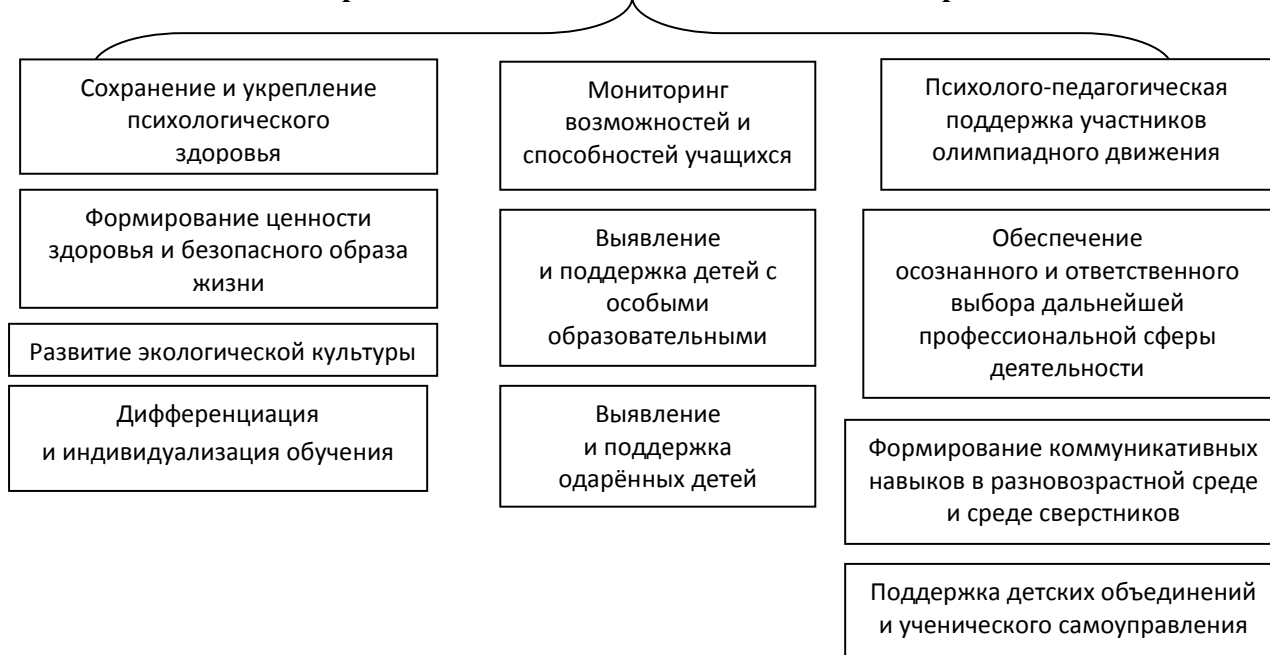 Сохранение и укрепление
психологического
здоровья
Формирование ценности
здоровья и безопасного образа
жизни
Развитие экологической культуры
Дифференциация
и индивидуализация обучения
Мониторинг
возможностей и
способностей учащихся
Выявление
и поддержка детей с
особыми
образовательными
Выявление
и поддержка
одарённых детей
Психолого-педагогическая
поддержка участников
олимпиадного движения
Обеспечение
осознанного и ответственного
выбора дальнейшей
профессиональной сферы
деятельности
Формирование коммуникативных
навыков в разновозрастной среде
и среде сверстников
Поддержка детских объединений
и ученического самоуправления